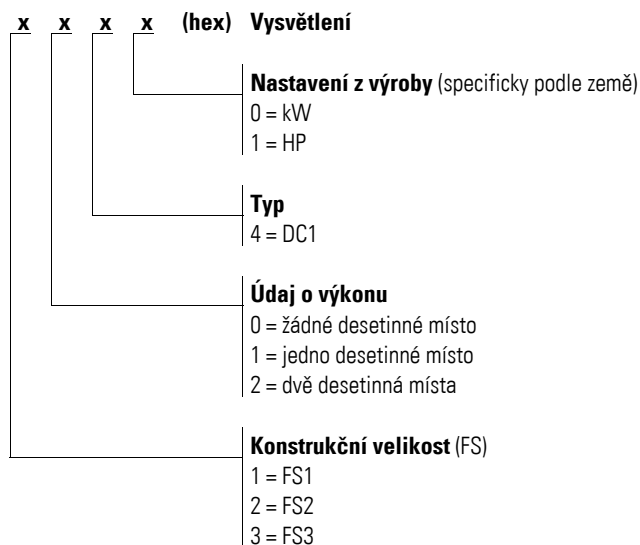 x x x x (hex) Vysvětlení
Nastavení z výroby (specificky podle země)
0 = kW
1 = HP
Typ
4 = DC1
Údaj o výkonu
0 = žádné desetinné místo
1 = jedno desetinné místo
2 = dvě desetinná místa
Konstrukční velikost (FS)
1 = FS1
2 = FS2
3 = FS3